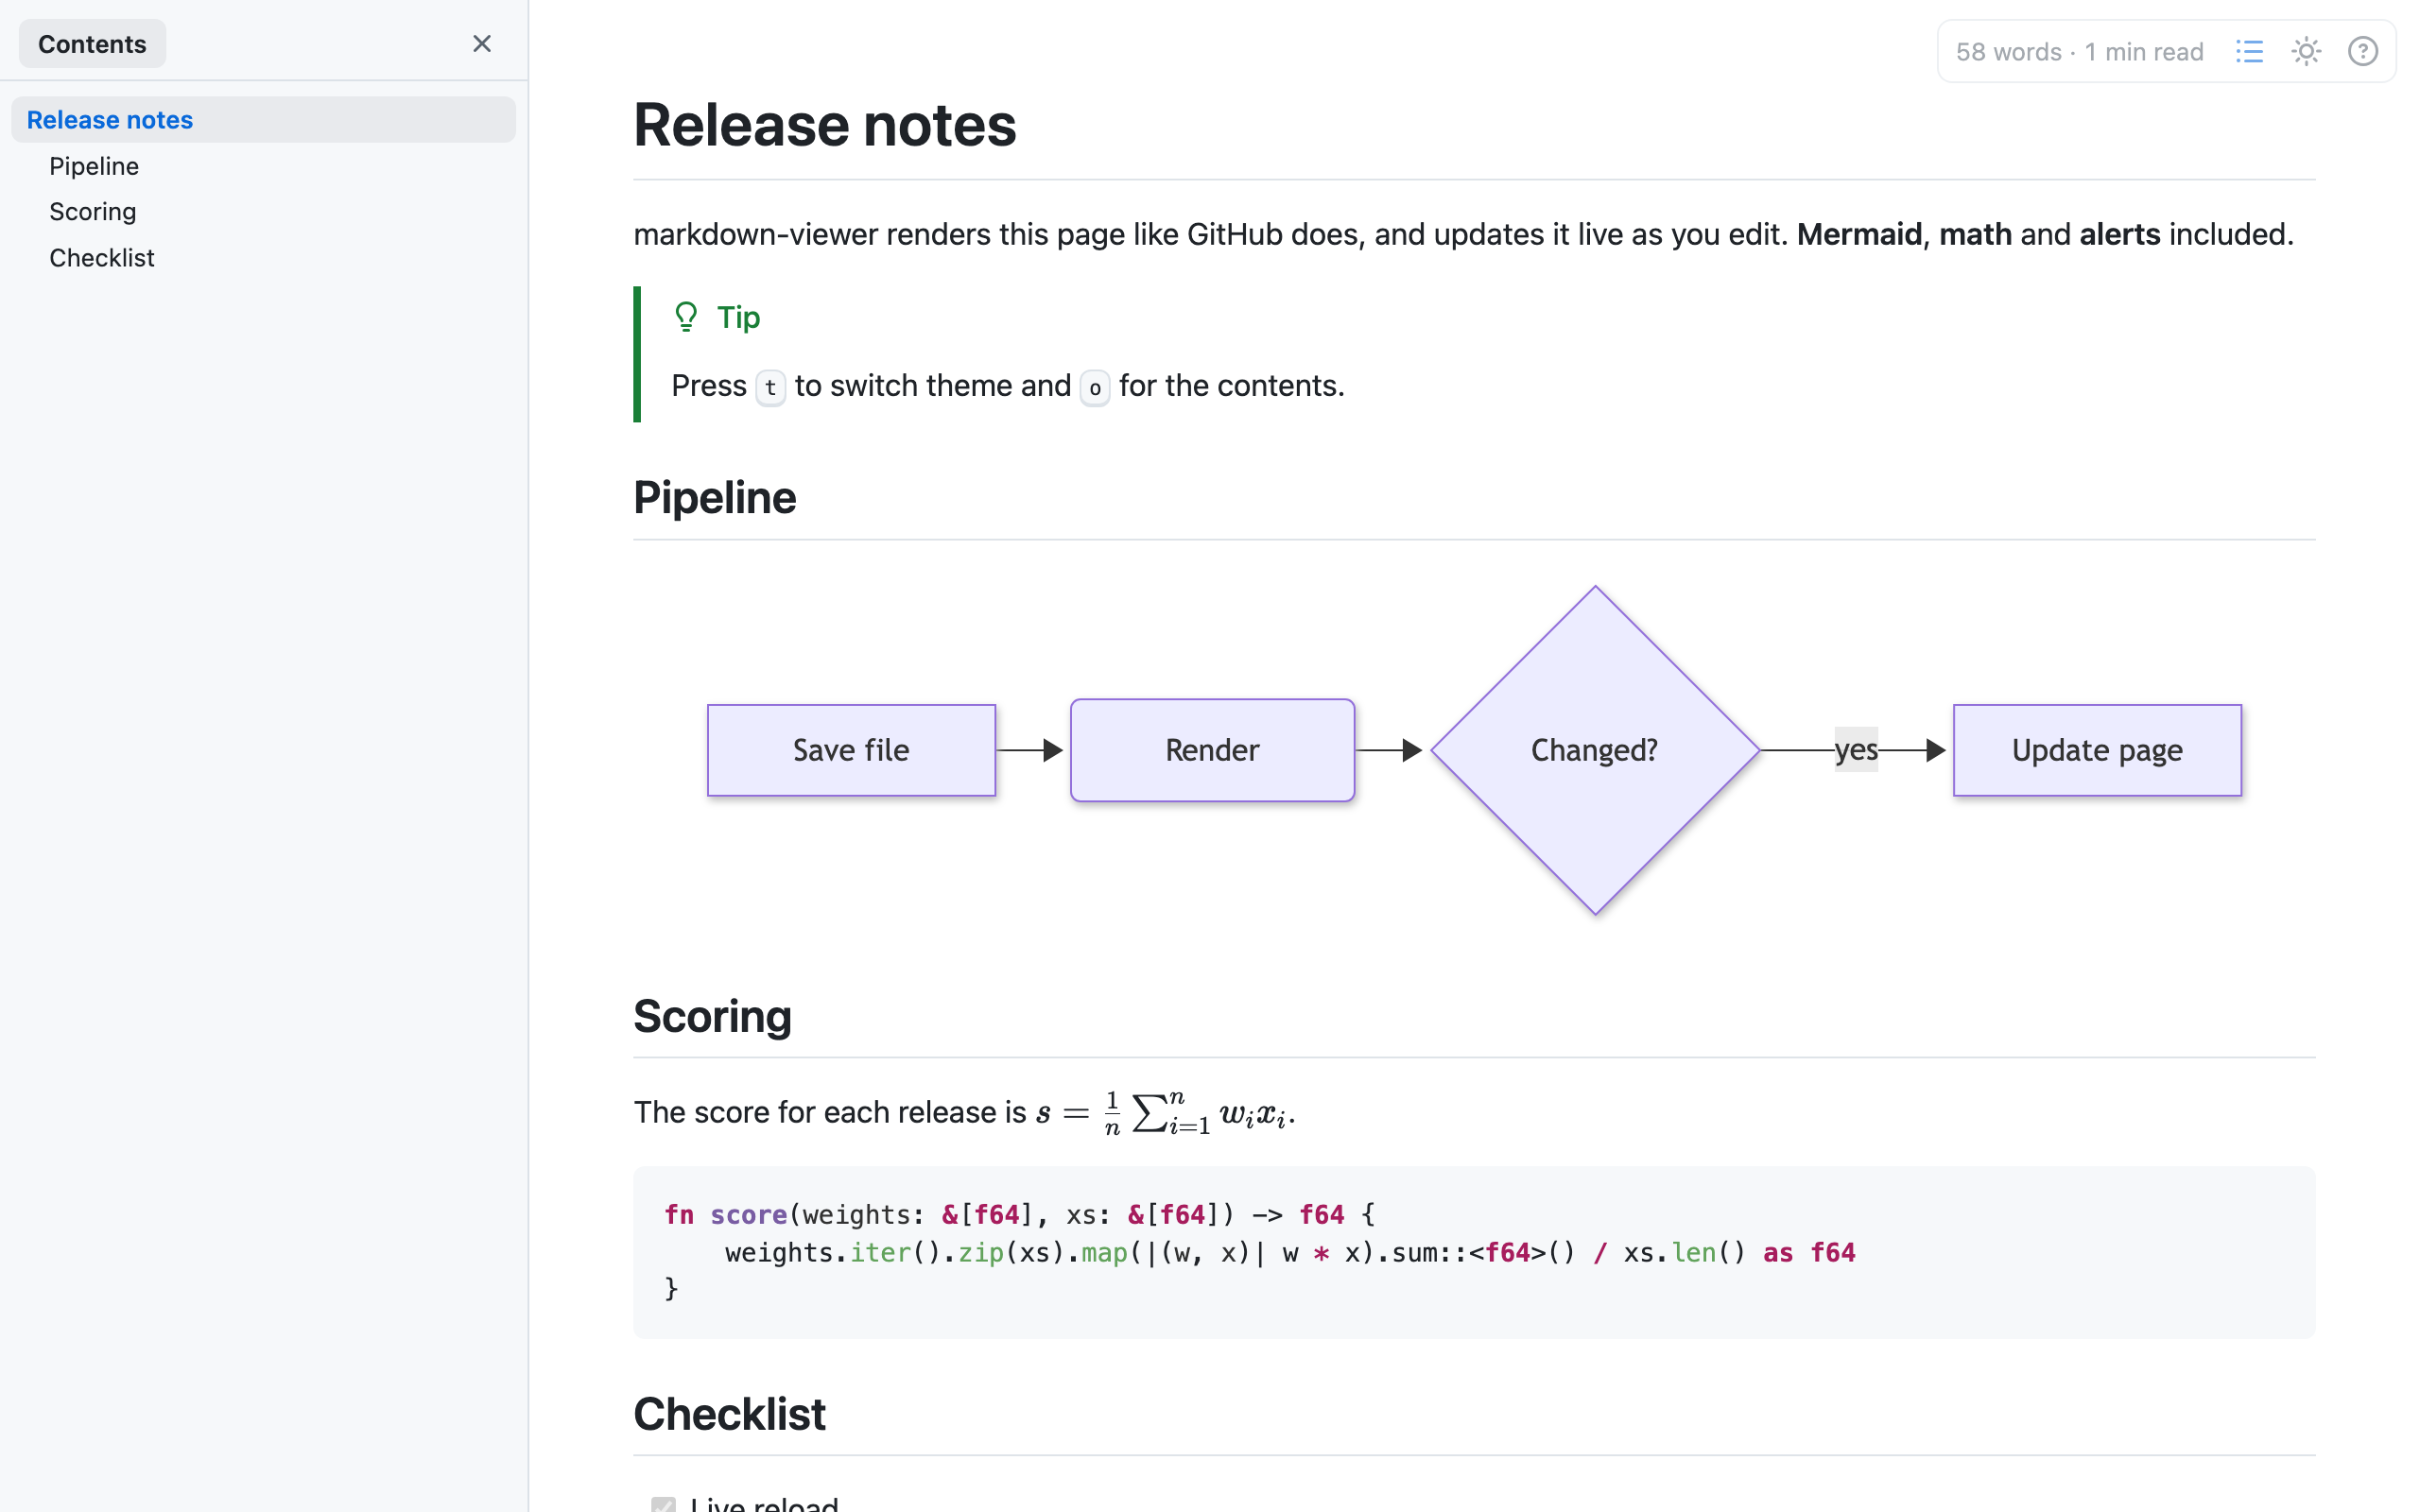 Contents
Release notes
Pipeline
Scoring
Checklist
58 words · 1 min read
Release notes
markdown-viewer renders this page like GitHub does, and updates it live as you edit. Mermaid, math and alerts included.
Tip
Press t to switch theme and o for the contents.
Pipeline
Save file
Render
Changed?
yes
Update page
Scoring
The score for each release is s = 1/n ∑ⁿᵢ₌₁ wᵢxᵢ.
fn score(weights: &[f64], xs: &[f64]) -> f64 {
    weights.iter().zip(xs).map(|(w, x)| w * x).sum::<f64>() / xs.len() as f64
}
Checklist
Live reload